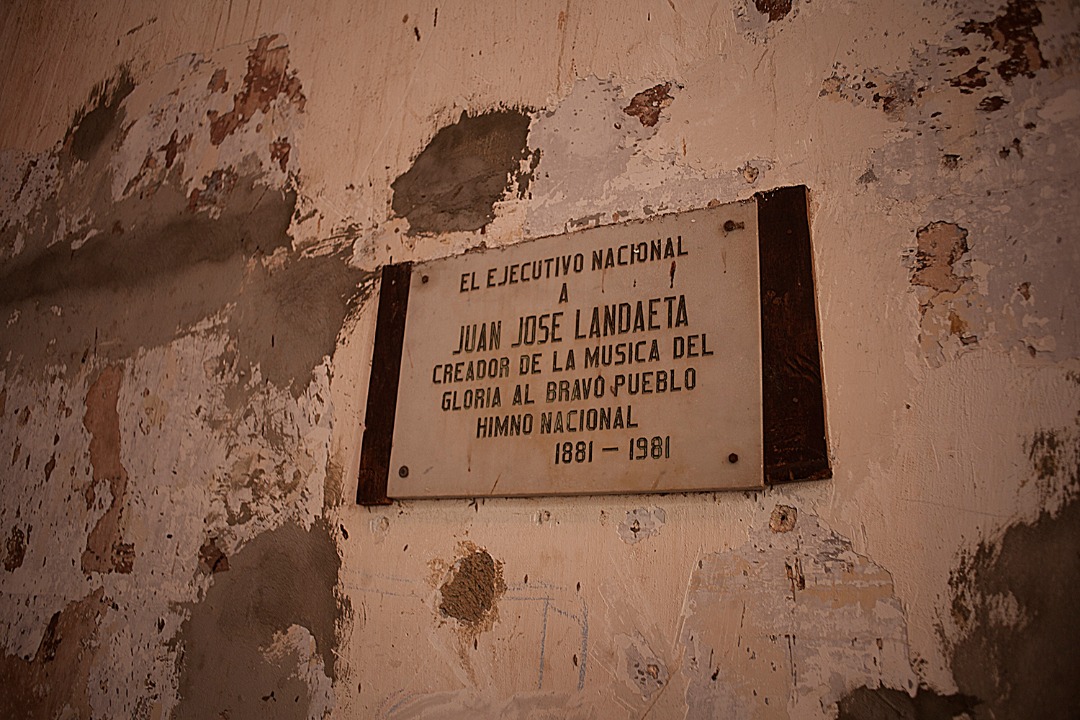 EL EJECUTIVO NACIONAL
A
JUAN JOSE LANDAETA
CREADOR DE LA MUSICA DEL
GLORIA AL BRAVO PUEBLO
HIMNO NACIONAL
1881 – 1981